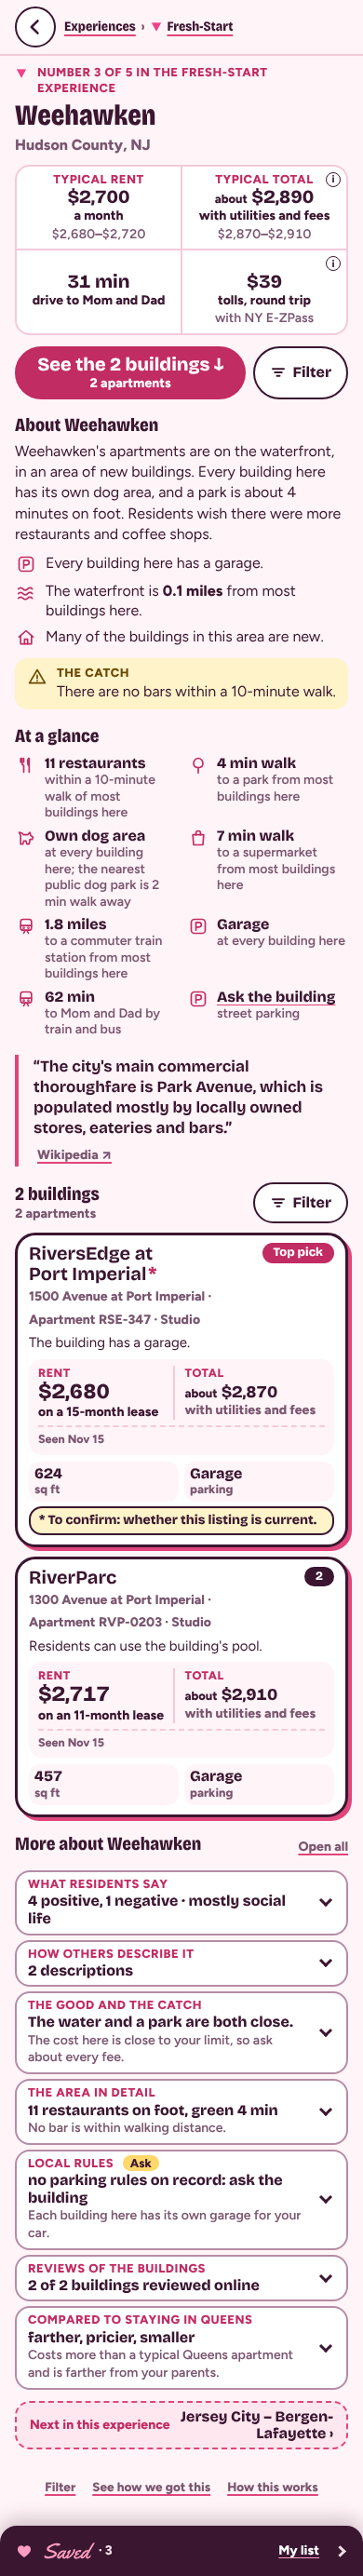 Experiences › Fresh-Start
NUMBER 3 OF 5 IN THE FRESH-START
EXPERIENCE
Weehawken
Hudson County, NJ
TYPICAL RENT
$2,700
a month
$2,680–$2,720
TYPICAL TOTAL
about $2,890
with utilities and fees
$2,870–$2,910
31 min
drive to Mom and Dad
$39
tolls, round trip
with NY E-ZPass
See the 2 buildings ↓
2 apartments
Filter
About Weehawken
Weehawken's apartments are on the waterfront,
in an area of new buildings. Every building here
has its own dog area, and a park is about 4
minutes on foot. Residents wish there were more
restaurants and coffee shops.
Every building here has a garage.
The waterfront is 0.1 miles from most
buildings here.
Many of the buildings in this area are new.
THE CATCH
There are no bars within a 10-minute walk.
At a glance
11 restaurants
within a 10-minute
walk of most
buildings here
4 min walk
to a park from most
buildings here
Own dog area
at every building
here; the nearest
public dog park is 2
min walk away
7 min walk
to a supermarket
from most buildings
here
1.8 miles
to a commuter train
station from most
buildings here
Garage
at every building here
62 min
to Mom and Dad by
train and bus
Ask the building
street parking
“The city's main commercial
thoroughfare is Park Avenue, which is
populated mostly by locally owned
stores, eateries and bars.”
Wikipedia ↗
2 buildings
2 apartments
Filter
RiversEdge at
Port Imperial*
Top pick
1500 Avenue at Port Imperial ·
Apartment RSE-347 · Studio
The building has a garage.
RENT
$2,680
on a 15-month lease
TOTAL
about $2,870
with utilities and fees
Seen Nov 15
624
sq ft
Garage
parking
* To confirm: whether this listing is current.
RiverParc
2
1300 Avenue at Port Imperial ·
Apartment RVP-0203 · Studio
Residents can use the building's pool.
RENT
$2,717
on an 11-month lease
TOTAL
about $2,910
with utilities and fees
Seen Nov 15
457
sq ft
Garage
parking
More about Weehawken
Open all
WHAT RESIDENTS SAY
4 positive, 1 negative · mostly social
life
HOW OTHERS DESCRIBE IT
2 descriptions
THE GOOD AND THE CATCH
The water and a park are both close.
The cost here is close to your limit, so ask
about every fee.
THE AREA IN DETAIL
11 restaurants on foot, green 4 min
No bar is within walking distance.
LOCAL RULES Ask
no parking rules on record: ask the
building
Each building here has its own garage for your
car.
REVIEWS OF THE BUILDINGS
2 of 2 buildings reviewed online
COMPARED TO STAYING IN QUEENS
farther, pricier, smaller
Costs more than a typical Queens apartment
and is farther from your parents.
Next in this experience
Jersey City – Bergen-
Lafayette ›
Filter See how we got this How this works
Saved · 3
My list